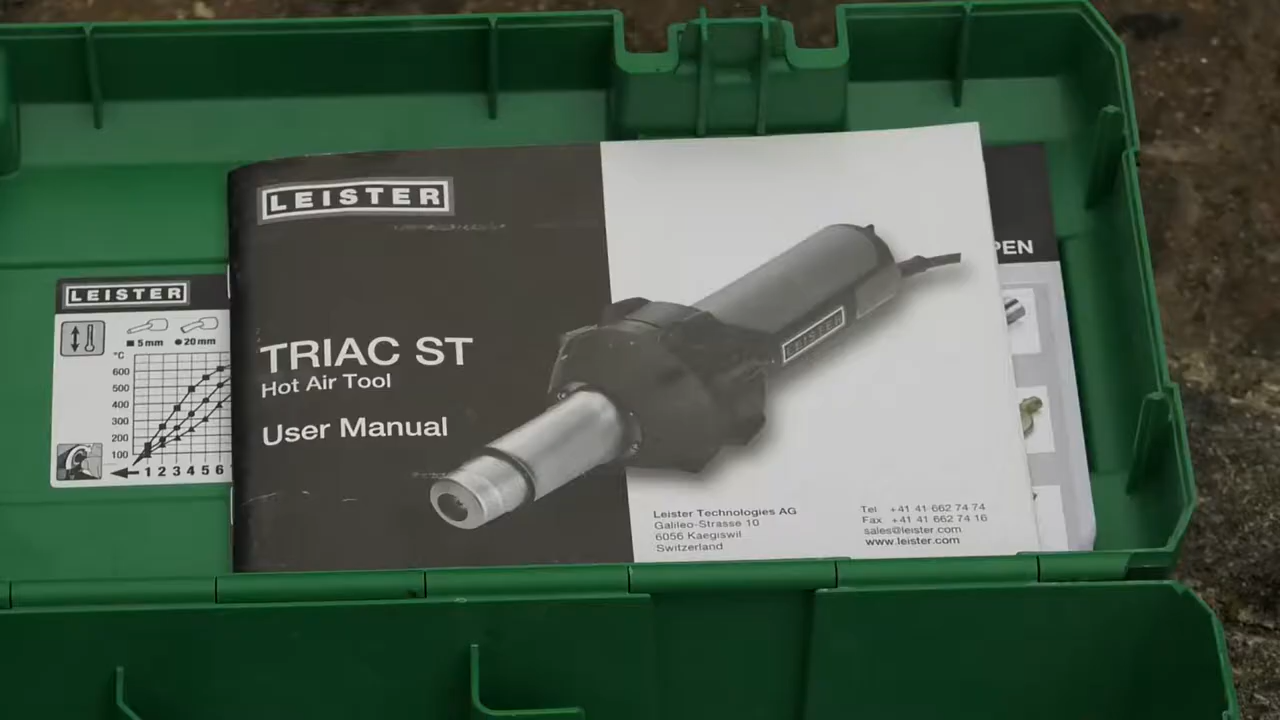 LEISTER
TRIAC ST
Hot Air Tool
User Manual
LEISTER
Leister Technologies AG
Galileo-Strasse 10
6056 Kaegiswil
Switzerland
Tel +41 41 662 74 74
Fax +41 41 662 74 16
sales@leister.com
www.leister.com
LEISTER
5mm 20mm
°C
600
500
400
300
200
100
1 2 3 4 5 6
PEN